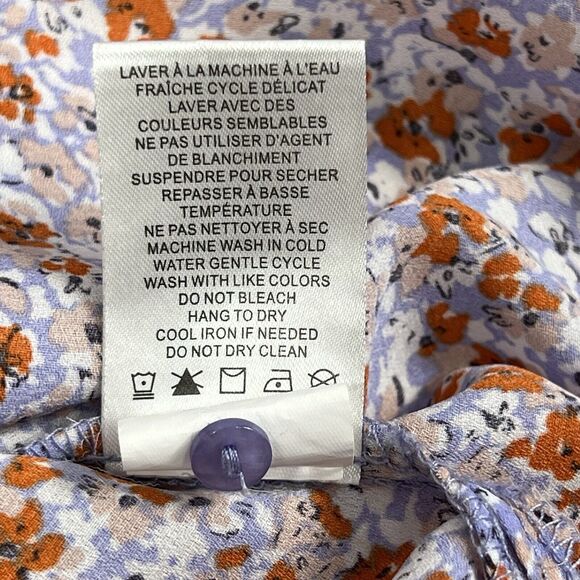 LAVER À LA MACHINE À L'EAU
FRAÎCHE CYCLE DÉLICAT
LAVER AVEC DES
COULEURS SEMBLABLES
NE PAS UTILISER D'AGENT
DE BLANCHIMENT
SUSPENDRE POUR SÉCHER
REPASSER À BASSE
TEMPÉRATURE
NE PAS NETTOYER À SEC
MACHINE WASH IN COLD
WATER GENTLE CYCLE
WASH WITH LIKE COLORS
DO NOT BLEACH
HANG TO DRY
COOL IRON IF NEEDED
DO NOT DRY CLEAN